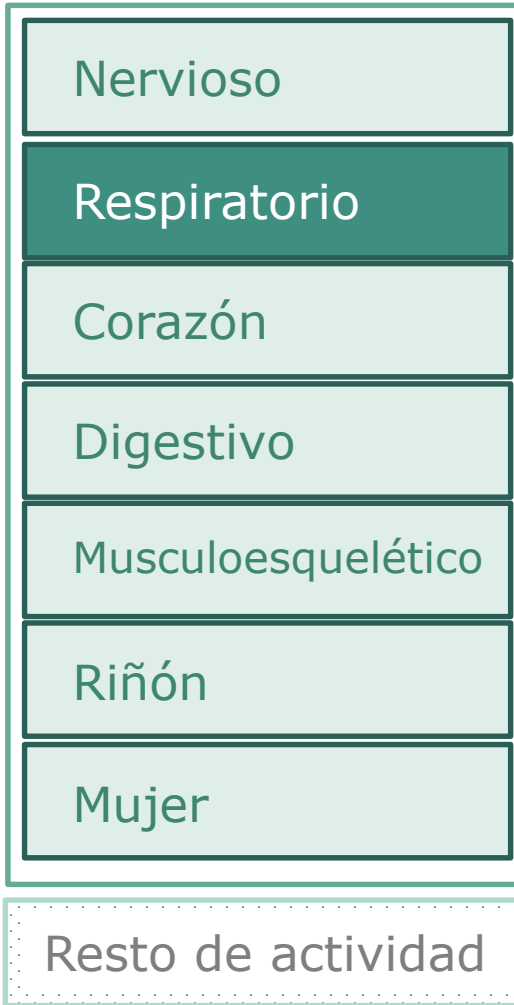 Nervioso
Respiratorio
Corazón
Digestivo
Musculoesquelético
Riñón
Mujer
Resto de actividad